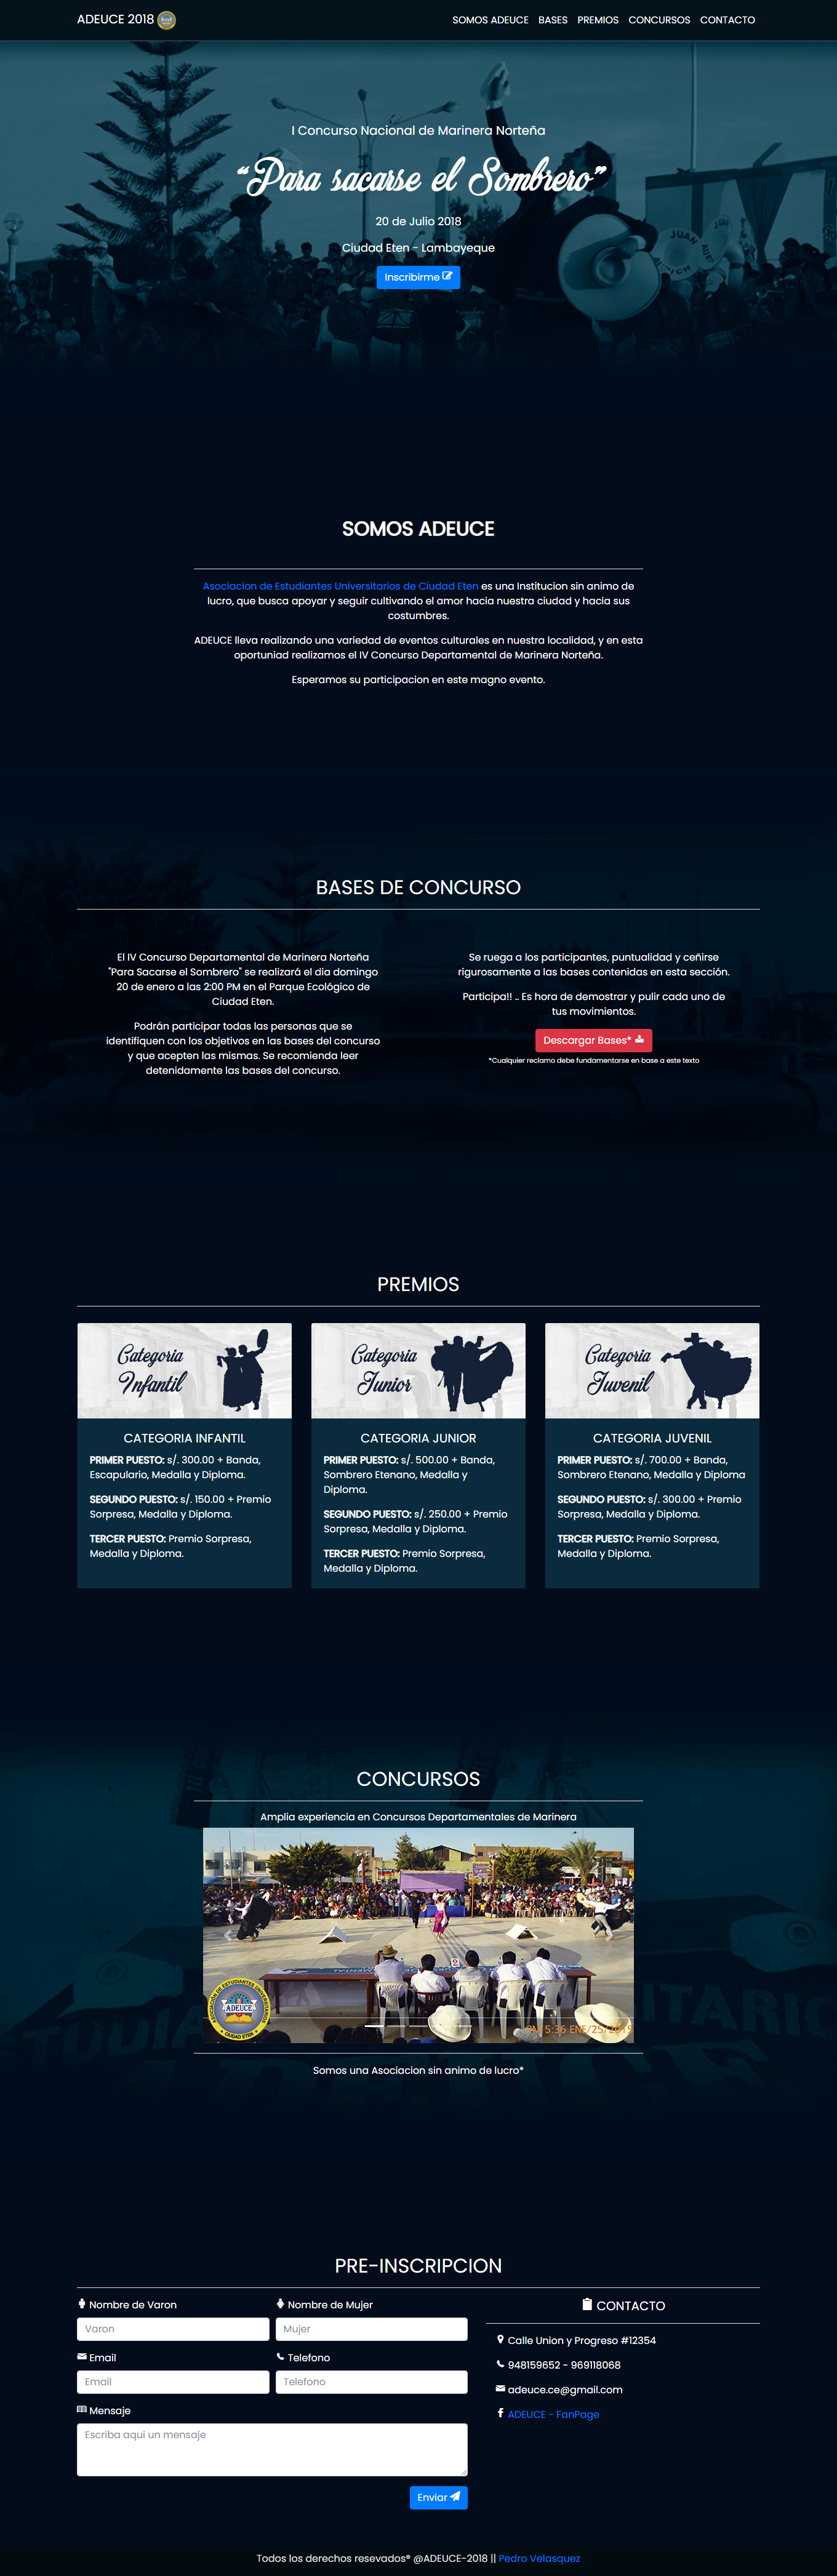 ADEUCE 2018
SOMOS ADEUCE BASES PREMIOS CONCURSOS CONTACTO
I Concurso Nacional de Marinera Norteña
“Para sacarse el Sombrero”
20 de Julio 2018
Ciudad Eten - Lambayeque
Inscribirme
JUAN
SOMOS ADEUCE
Asociacion de Estudiantes Universitarios de Ciudad Eten es una Institucion sin animo de
lucro, que busca apoyar y seguir cultivando el amor hacia nuestra ciudad y hacia sus
costumbres.
ADEUCE lleva realizando una variedad de eventos culturales en nuestra localidad, y en esta
oportuniad realizamos el IV Concurso Departamental de Marinera Norteña.
Esperamos su participacion en este magno evento.
BASES DE CONCURSO
El IV Concurso Departamental de Marinera Norteña
"Para Sacarse el Sombrero" se realizará el día domingo
20 de enero a las 2:00 PM en el Parque Ecológico de
Ciudad Eten.
Podrán participar todas las personas que se
identifiquen con los objetivos en las bases del concurso
y que acepten las mismas. Se recomienda leer
detenidamente las bases del concurso.
Se ruega a los participantes, puntualidad y ceñirse
rigurosamente a las bases contenidas en esta sección.
Participa!! .. Es hora de demostrar y pulir cada uno de
tus movimientos.
Descargar Bases*
*Cualquier reclamo debe fundamentarse en base a este texto
PREMIOS
Categoria
Infantil
CATEGORIA INFANTIL
PRIMER PUESTO: s/. 300.00 + Banda,
Escapulario, Medalla y Diploma.
SEGUNDO PUESTO: s/. 150.00 + Premio
Sorpresa, Medalla y Diploma.
TERCER PUESTO: Premio Sorpresa,
Medalla y Diploma.
Categoria
Junior
CATEGORIA JUNIOR
PRIMER PUESTO: s/. 500.00 + Banda,
Sombrero Etenano, Medalla y
Diploma.
SEGUNDO PUESTO: s/. 250.00 + Premio
Sorpresa, Medalla y Diploma.
TERCER PUESTO: Premio Sorpresa,
Medalla y Diploma.
Categoria
Juvenil
CATEGORIA JUVENIL
PRIMER PUESTO: s/. 700.00 + Banda,
Sombrero Etenano, Medalla y Diploma
SEGUNDO PUESTO: s/. 300.00 + Premio
Sorpresa, Medalla y Diploma.
TERCER PUESTO: Premio Sorpresa,
Medalla y Diploma.
CONCURSOS
Amplia experiencia en Concursos Departamentales de Marinera
ASOCIACIÓN DE ESTUDIANTES UNIVERSITARIOS
ADEUCE
CIUDAD ETEN
PM 5:36 ENE/25/2015
Somos una Asociacion sin animo de lucro*
PRE-INSCRIPCION
Nombre de Varon
Varon
Nombre de Mujer
Mujer
Email
Email
Telefono
Telefono
Mensaje
Escriba aqui un mensaje
Enviar
CONTACTO
Calle Union y Progreso #12354
948159652 - 969118068
adeuce.ce@gmail.com
ADEUCE - FanPage
Todos los derechos resevados® @ADEUCE-2018 || Pedro Velasquez